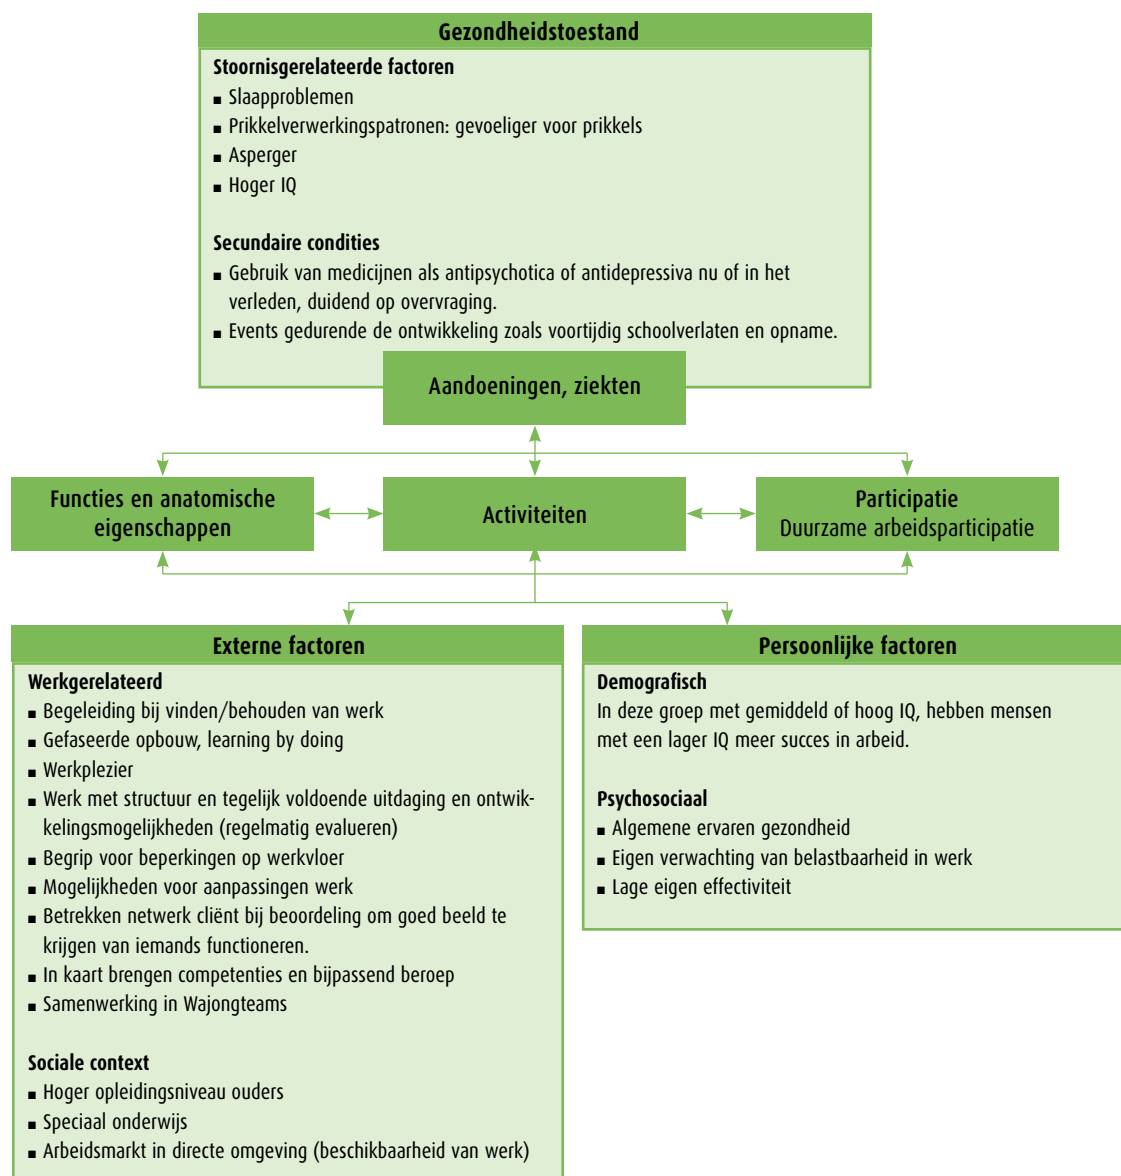 Gezondheidstoestand
Stoornisgerelateerde factoren
■ Slaapproblemen
■ Prikkelverwerkingspatronen: gevoeliger voor prikkels
■ Asperger
■ Hoger IQ
Secundaire condities
■ Gebruik van medicijnen als antipsychotica of antidepressiva nu of in het
verleden, duidend op overvraging.
■ Events gedurende de ontwikkeling zoals voortijdig schoolverlaten en opname.
Aandoeningen, ziekten
Functies en anatomische
eigenschappen
Activiteiten
Participatie
Duurzame arbeidsparticipatie
Externe factoren
Werkgerelateerd
■ Begeleiding bij vinden/behouden van werk
■ Gefaseerde opbouw, learning by doing
■ Werkplezier
■ Werk met structuur en tegelijk voldoende uitdaging en ontwik-
kelingsmogelijkheden (regelmatig evalueren)
■ Begrip voor beperkingen op werkvloer
■ Mogelijkheden voor aanpassingen werk
■ Betrekken netwerk cliënt bij beoordeling om goed beeld te
krijgen van iemands functioneren.
■ In kaart brengen competenties en bijpassend beroep
■ Samenwerking in Wajongteams
Sociale context
■ Hoger opleidingsniveau ouders
■ Speciaal onderwijs
■ Arbeidsmarkt in directe omgeving (beschikbaarheid van werk)
Persoonlijke factoren
Demografisch
In deze groep met gemiddeld of hoog IQ, hebben mensen
met een lager IQ meer succes in arbeid.
Psychosociaal
■ Algemene ervaren gezondheid
■ Eigen verwachting van belastbaarheid in werk
■ Lage eigen effectiviteit